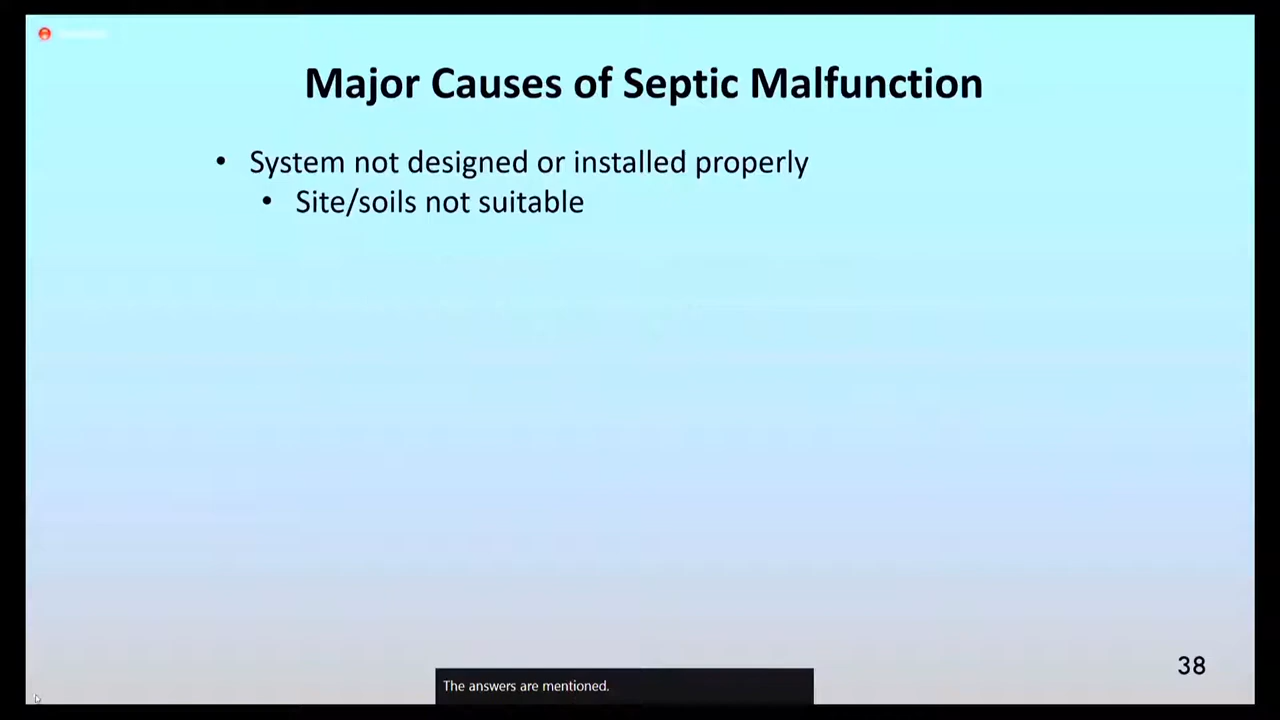 Major Causes of Septic Malfunction
• System not designed or installed properly
• Site/soils not suitable
38
The answers are mentioned.